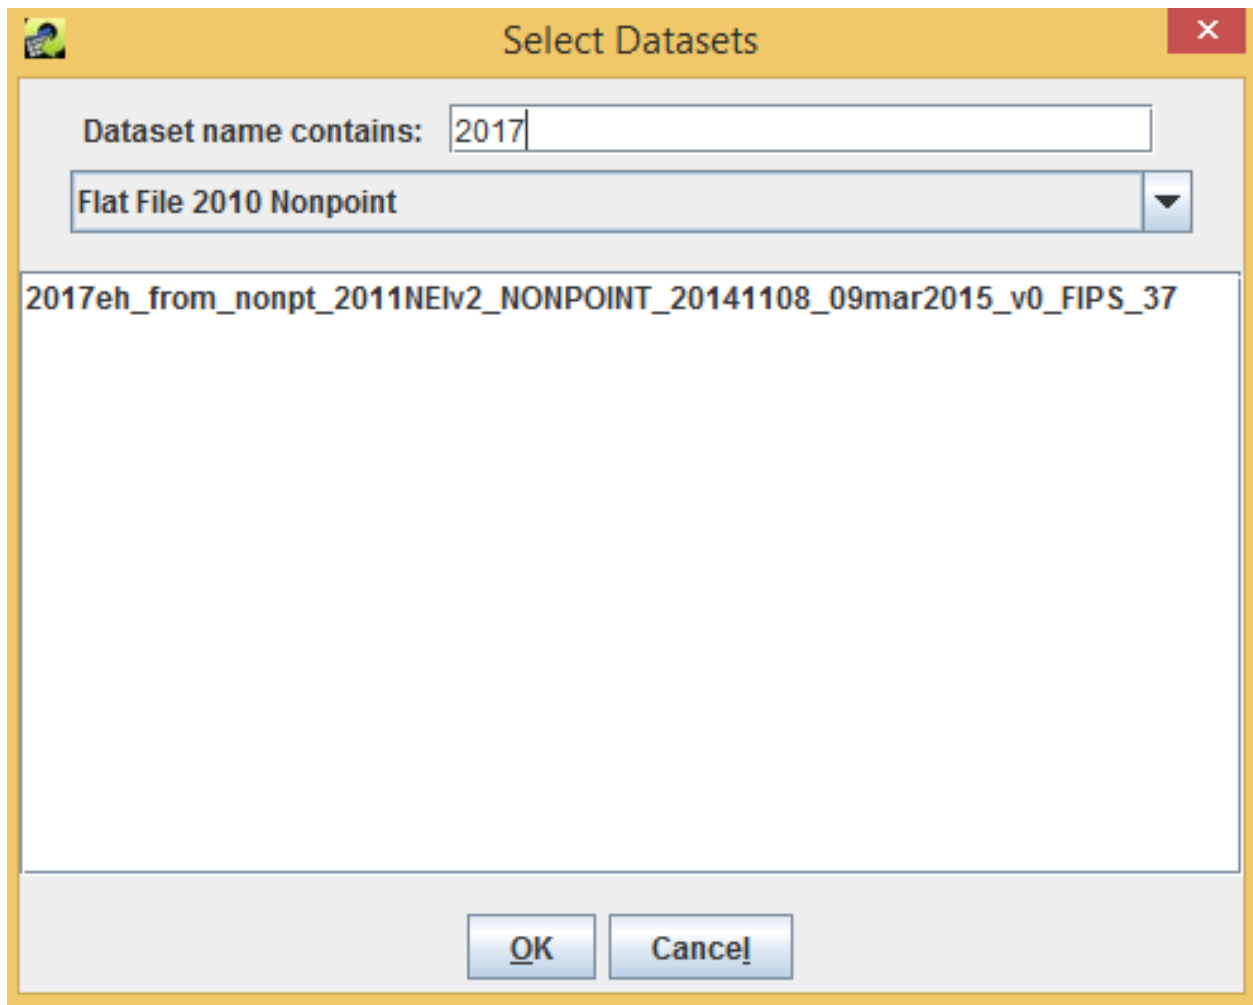 Select Datasets
Dataset name contains: 2017
Flat File 2010 Nonpoint
2017eh_from_nonpt_2011NEIv2_NONPOINT_20141108_09mar2015_v0_FIPS_37
OK Cancel